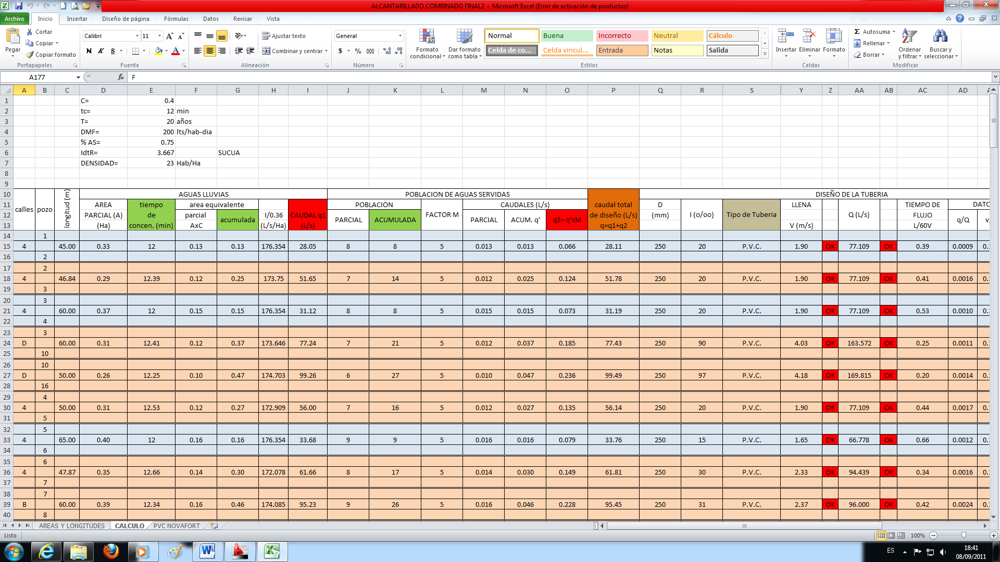 ALCANTARILLADO COMBINADO FINAL2 - Microsoft Excel (Error de activación de productos)
Archivo Inicio Insertar Diseño de página Fórmulas Datos Revisar Vista
Pegar Cortar Copiar Copiar formato Portapapeles
Calibri 11 N K S Fuente
Ajustar texto Combinar y centrar Alineación
General $ % 000 Número
Formato condicional Dar formato como tabla
Normal Buena Incorrecto Neutral Cálculo
Celda de co... Celda vincul... Entrada Notas Salida
Estilos
Insertar Eliminar Formato Celdas
Autosuma Rellenar Borrar Ordenar y filtrar Buscar y seleccionar Modificar
A177 fx F
A B C D E F G H I J K L M N O P Q R S Y Z AA AB AC AD
1 C= 0.4
2 tc= 12 min
3 T= 20 años
4 DMF= 200 lts/hab-dia
5 % AS= 0.75
6 IdtR= 3.667 SUCUA
7 DENSIDAD= 23 Hab/Ha
8
9
10 AGUAS LLUVIAS POBLACION DE AGUAS SERVIDAS DISEÑO DE LA TUBERIA
11
12
13
calles pozo longitud (m)
AREA PARCIAL (A) (Ha)
tiempo de concen. (min)
area equivalente
parcial AxC
acumulada
I/0.36 (L/s/Ha)
CAUDAL q1 (L/s)
POBLACION
PARCIAL ACUMULADA
FACTOR M
CAUDALES (L/s)
PARCIAL ACUM. q' q2= q'xM
caudal total de diseño (L/s) q=q1+q2
D (mm)
I (o/oo)
Tipo de Tuberia
LLENA
V (m/s)
Q (L/s)
TIEMPO DE FLUJO L/60V
DATO
q/Q v
14 1
15 4 45.00 0.33 12 0.13 0.13 176.354 28.05 8 8 5 0.013 0.013 0.066 28.11 250 20 P.V.C. 1.90 OK 77.109 OK 0.39 0.0009 0.
16 2
17 2
18 4 46.84 0.29 12.39 0.12 0.25 173.75 51.65 7 14 5 0.012 0.025 0.124 51.78 250 20 P.V.C. 1.90 OK 77.109 OK 0.41 0.0016 0.
19 3
20 3
21 4 60.00 0.37 12 0.15 0.15 176.354 31.12 8 8 5 0.015 0.015 0.073 31.19 250 20 P.V.C. 1.90 OK 77.109 OK 0.53 0.0010 0.
22 4
23 3
24 D 60.00 0.31 12.41 0.12 0.37 173.646 77.24 7 21 5 0.012 0.037 0.185 77.43 250 90 P.V.C. 4.03 OK 163.572 OK 0.25 0.0011 0.
25 10
26 10
27 D 50.00 0.26 12.25 0.10 0.47 174.703 99.26 6 27 5 0.010 0.047 0.236 99.49 250 97 P.V.C. 4.18 OK 169.815 OK 0.20 0.0014 0.
28 16
29 4
30 4 50.00 0.31 12.53 0.12 0.27 172.909 56.00 7 16 5 0.012 0.027 0.135 56.14 250 20 P.V.C. 1.90 OK 77.109 OK 0.44 0.0017 0.
31 5
32 5
33 4 65.00 0.40 12 0.16 0.16 176.354 33.68 9 9 5 0.016 0.016 0.079 33.76 250 15 P.V.C. 1.65 OK 66.778 OK 0.66 0.0012 0.
34 6
35 6
36 4 47.87 0.35 12.66 0.14 0.30 172.078 61.66 8 17 5 0.014 0.030 0.149 61.81 250 30 P.V.C. 2.33 OK 94.439 OK 0.34 0.0016 0.
37 7
38 7
39 B 60.00 0.39 12.34 0.16 0.46 174.085 95.23 9 26 5 0.016 0.046 0.228 95.45 250 31 P.V.C. 2.37 OK 96.000 OK 0.42 0.0024 0.
40 8
AREAS Y LONGITUDES CALCULO PVC NOVAFORT
Listo 100%
ES 18:41
08/09/2011